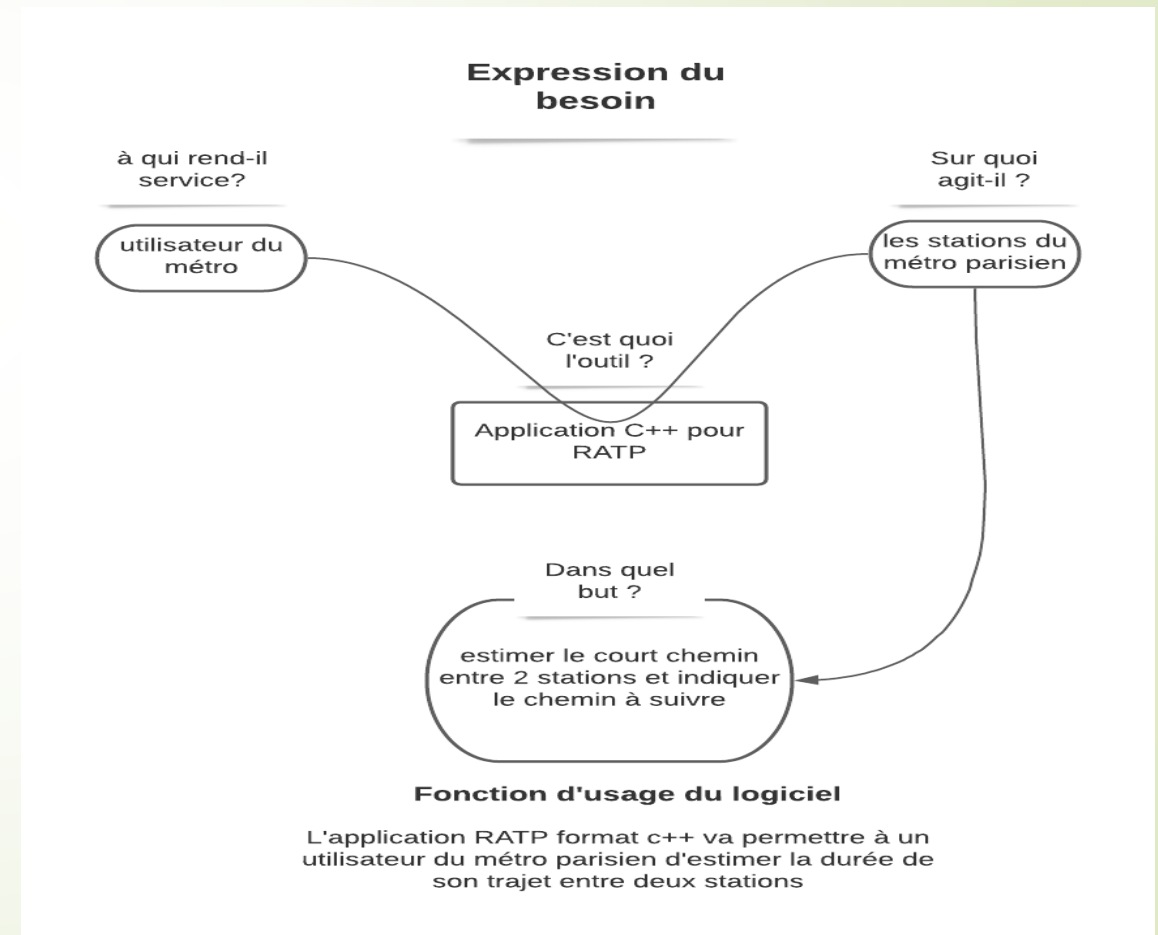 Expression du
besoin
à qui rend-il
service?
Sur quoi
agit-il ?
utilisateur du
métro
les stations du
métro parisien
C'est quoi
l'outil ?
Application C++ pour
RATP
Dans quel
but ?
estimer le court chemin
entre 2 stations et indiquer
le chemin à suivre
Fonction d'usage du logiciel
L'application RATP format c++ va permettre à un
utilisateur du métro parisien d'estimer la durée de
son trajet entre deux stations